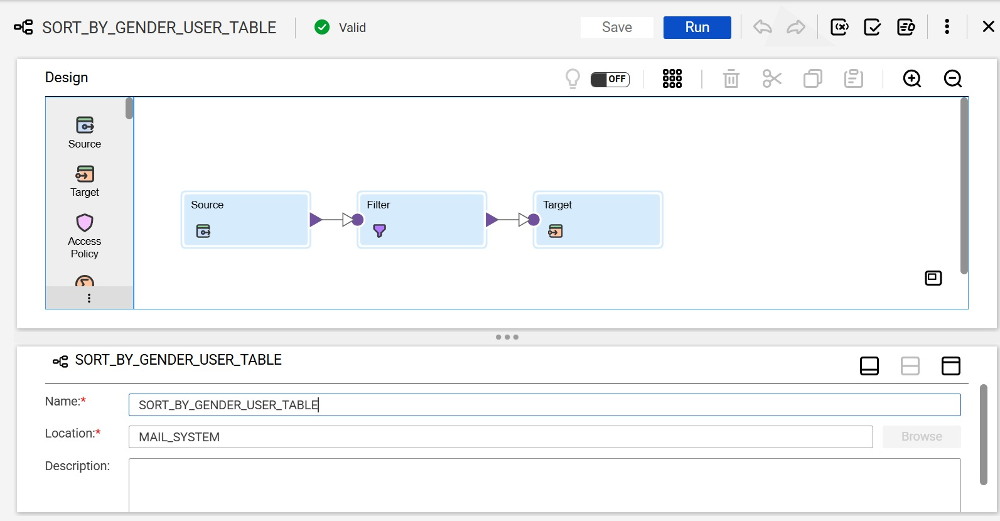 SORT_BY_GENDER_USER_TABLE
Valid
Save
Run
Design
OFF
Source
Target
Access
Policy
Source
Filter
Target
SORT_BY_GENDER_USER_TABLE
Name:*
SORT_BY_GENDER_USER_TABLE
Location:*
MAIL_SYSTEM
Browse
Description: